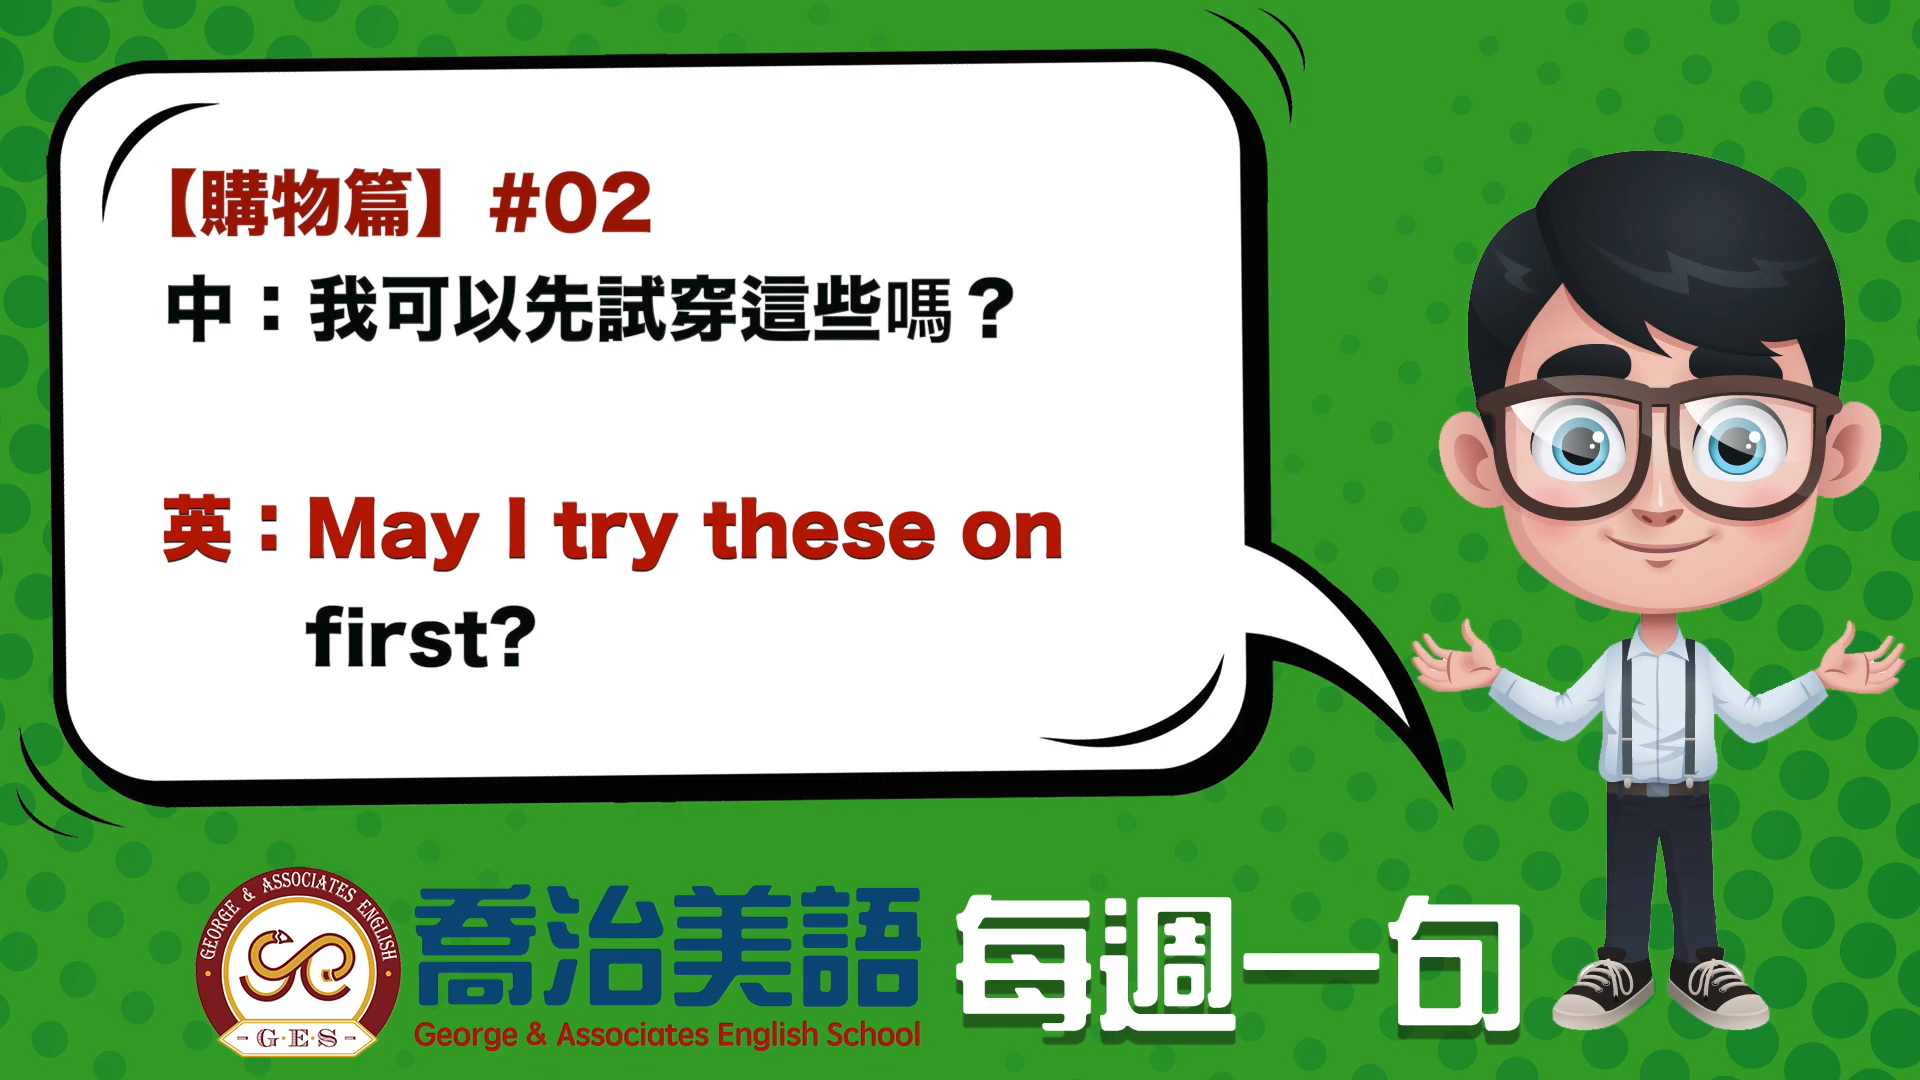 【購物篇】#02
中：我可以先試穿這些嗎？
英：May I try these on
first?
GEORGE & ASSOCIATES ENGLISH
- G·E·S -
喬治美語
George & Associates English School
每週一句